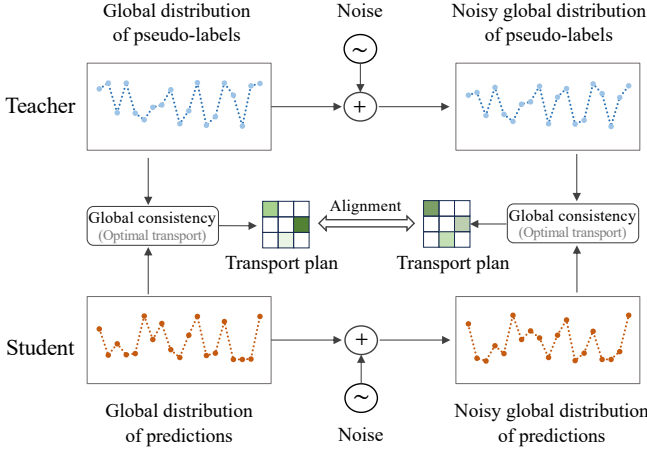 Global distribution
of pseudo-labels
Noise
Noisy global distribution
of pseudo-labels
~
Teacher
+
Global consistency
(Optimal transport)
Alignment
Global consistency
(Optimal transport)
Transport plan
Transport plan
Student
+
~
Global distribution
of predictions
Noise
Noisy global distribution
of predictions